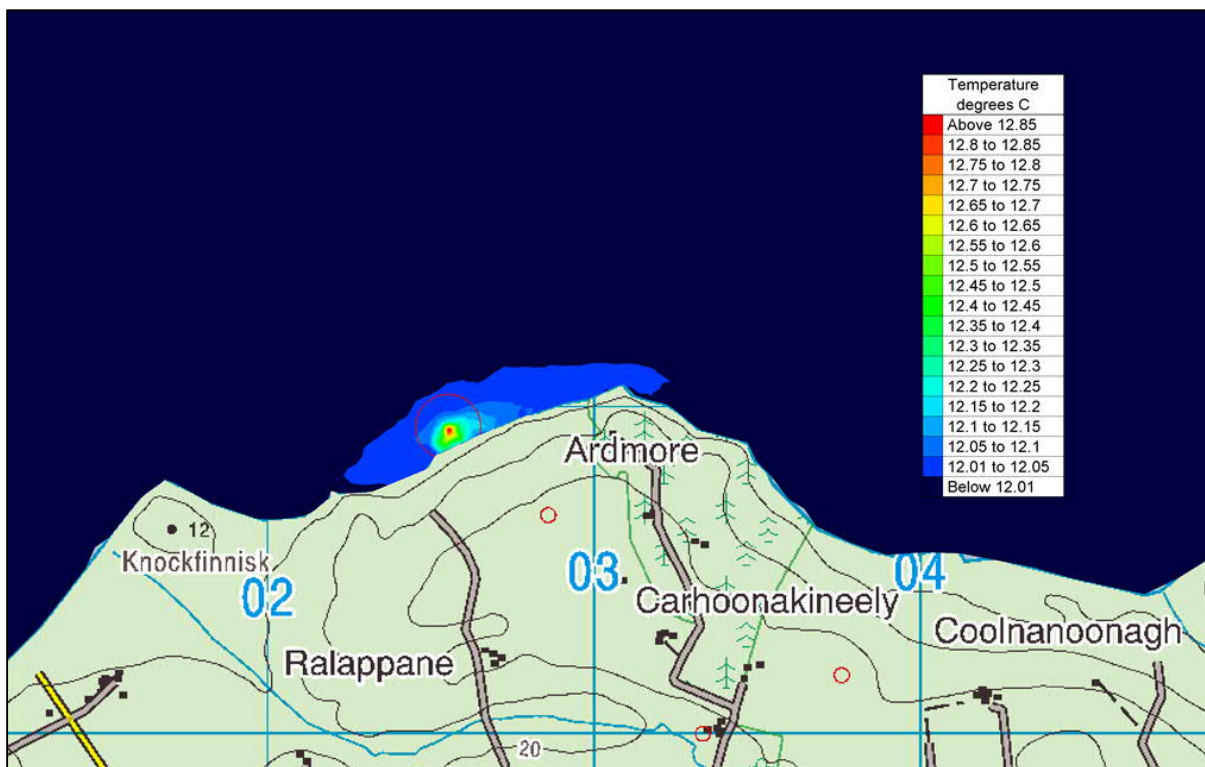 Temperature
degrees C
Above 12.85
12.8 to 12.85
12.75 to 12.8
12.7 to 12.75
12.65 to 12.7
12.6 to 12.65
12.55 to 12.6
12.5 to 12.55
12.45 to 12.5
12.4 to 12.45
12.35 to 12.4
12.3 to 12.35
12.25 to 12.3
12.2 to 12.25
12.15 to 12.2
12.1 to 12.15
12.05 to 12.1
12.01 to 12.05
Below 12.01
Ardmore
12
Knockfinnisk
02
03
04
Carhoonakineely
Coolnanoonagh
Ralappane
20